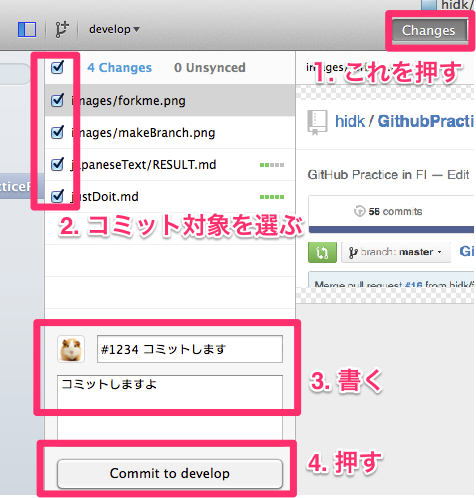 hidk/
develop
Changes
4 Changes 0 Unsynced
1. これを押す
images/forkme.png
images/makeBranch.png
hidk / GithubPracti
japaneseText/RESULT.md
GitHub Practice in FI — Edit
justDoit.md
56 commits
2. コミット対象を選ぶ
branch: master
Gi
Merge pull request #16 from hidk/
#1234 コミットします
コミットしますよ
3. 書く
4. 押す
Commit to develop